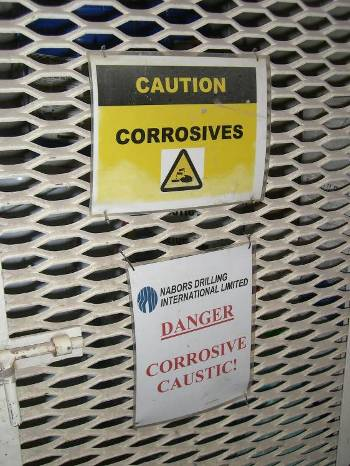 CAUTION
CORROSIVES
NABORS DRILLING
INTERNATIONAL LIMITED
DANGER
CORROSIVE
CAUSTIC!